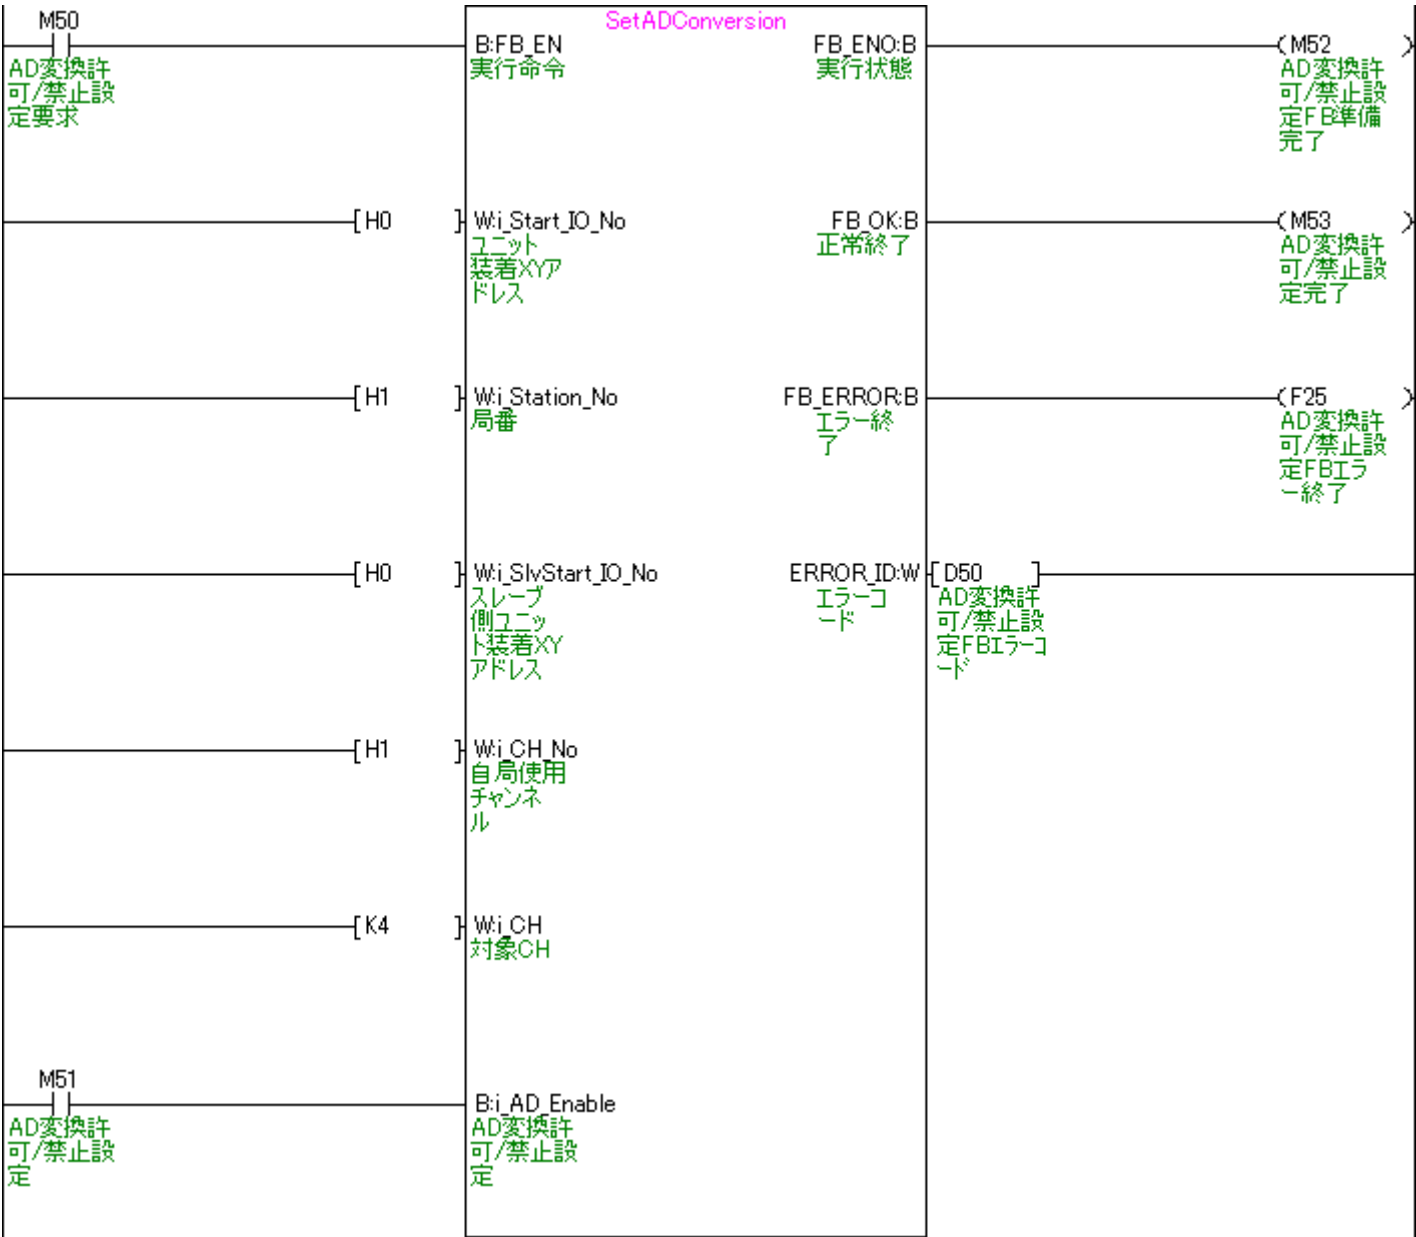 SetADConversion
M50
B:FB_EN
FB_ENO:B
M52
AD変換許
可/禁止設
定要求
実行命令
実行状態
AD変換許
可/禁止設
定FB準備
完了
H0
W:i_Start_IO_No
FB_OK:B
M53
ユニット
装着XYア
ドレス
正常終了
AD変換許
可/禁止設
定完了
H1
W:i_Station_No
FB_ERROR:B
F25
局番
エラー終
了
AD変換許
可/禁止設
定FBエラ
ー終了
H0
W:i_SlvStart_IO_No
ERROR_ID:W
D50
スレーブ
側ユニッ
ト装着XY
アドレス
エラーコ
ード
AD変換許
可/禁止設
定FBエラーコ
ード
H1
W:i_CH_No
自局使用
チャンネ
ル
K4
W:i_CH
対象CH
M51
B:i_AD_Enable
AD変換許
可/禁止設
定
AD変換許
可/禁止設
定